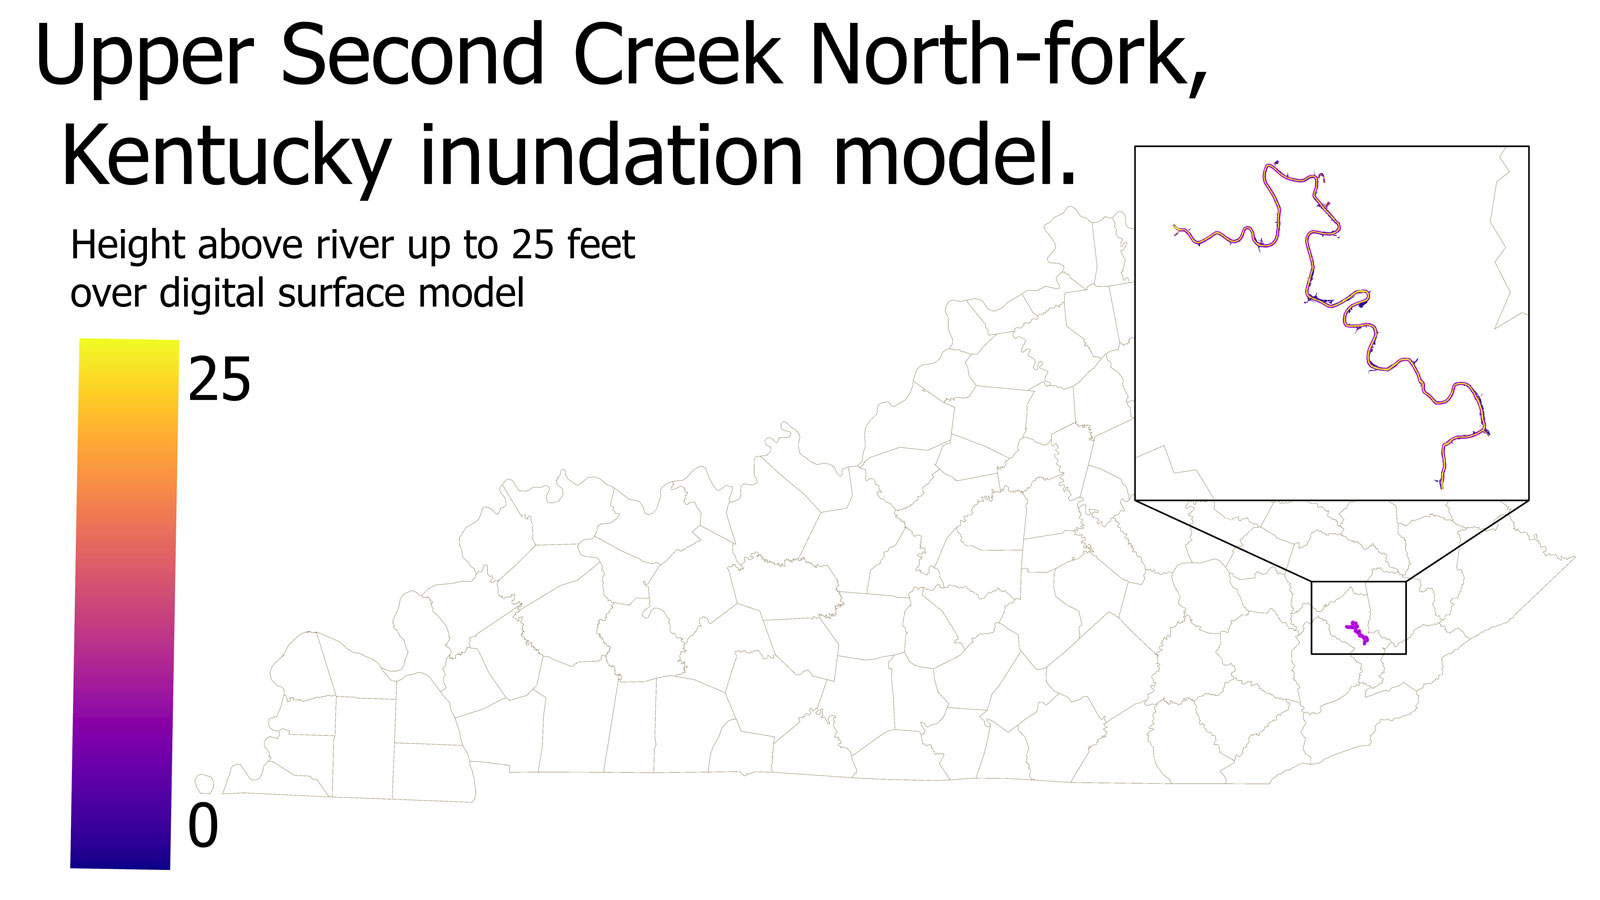 Upper Second Creek North-fork,
Kentucky inundation model.
Height above river up to 25 feet
over digital surface model
25
0